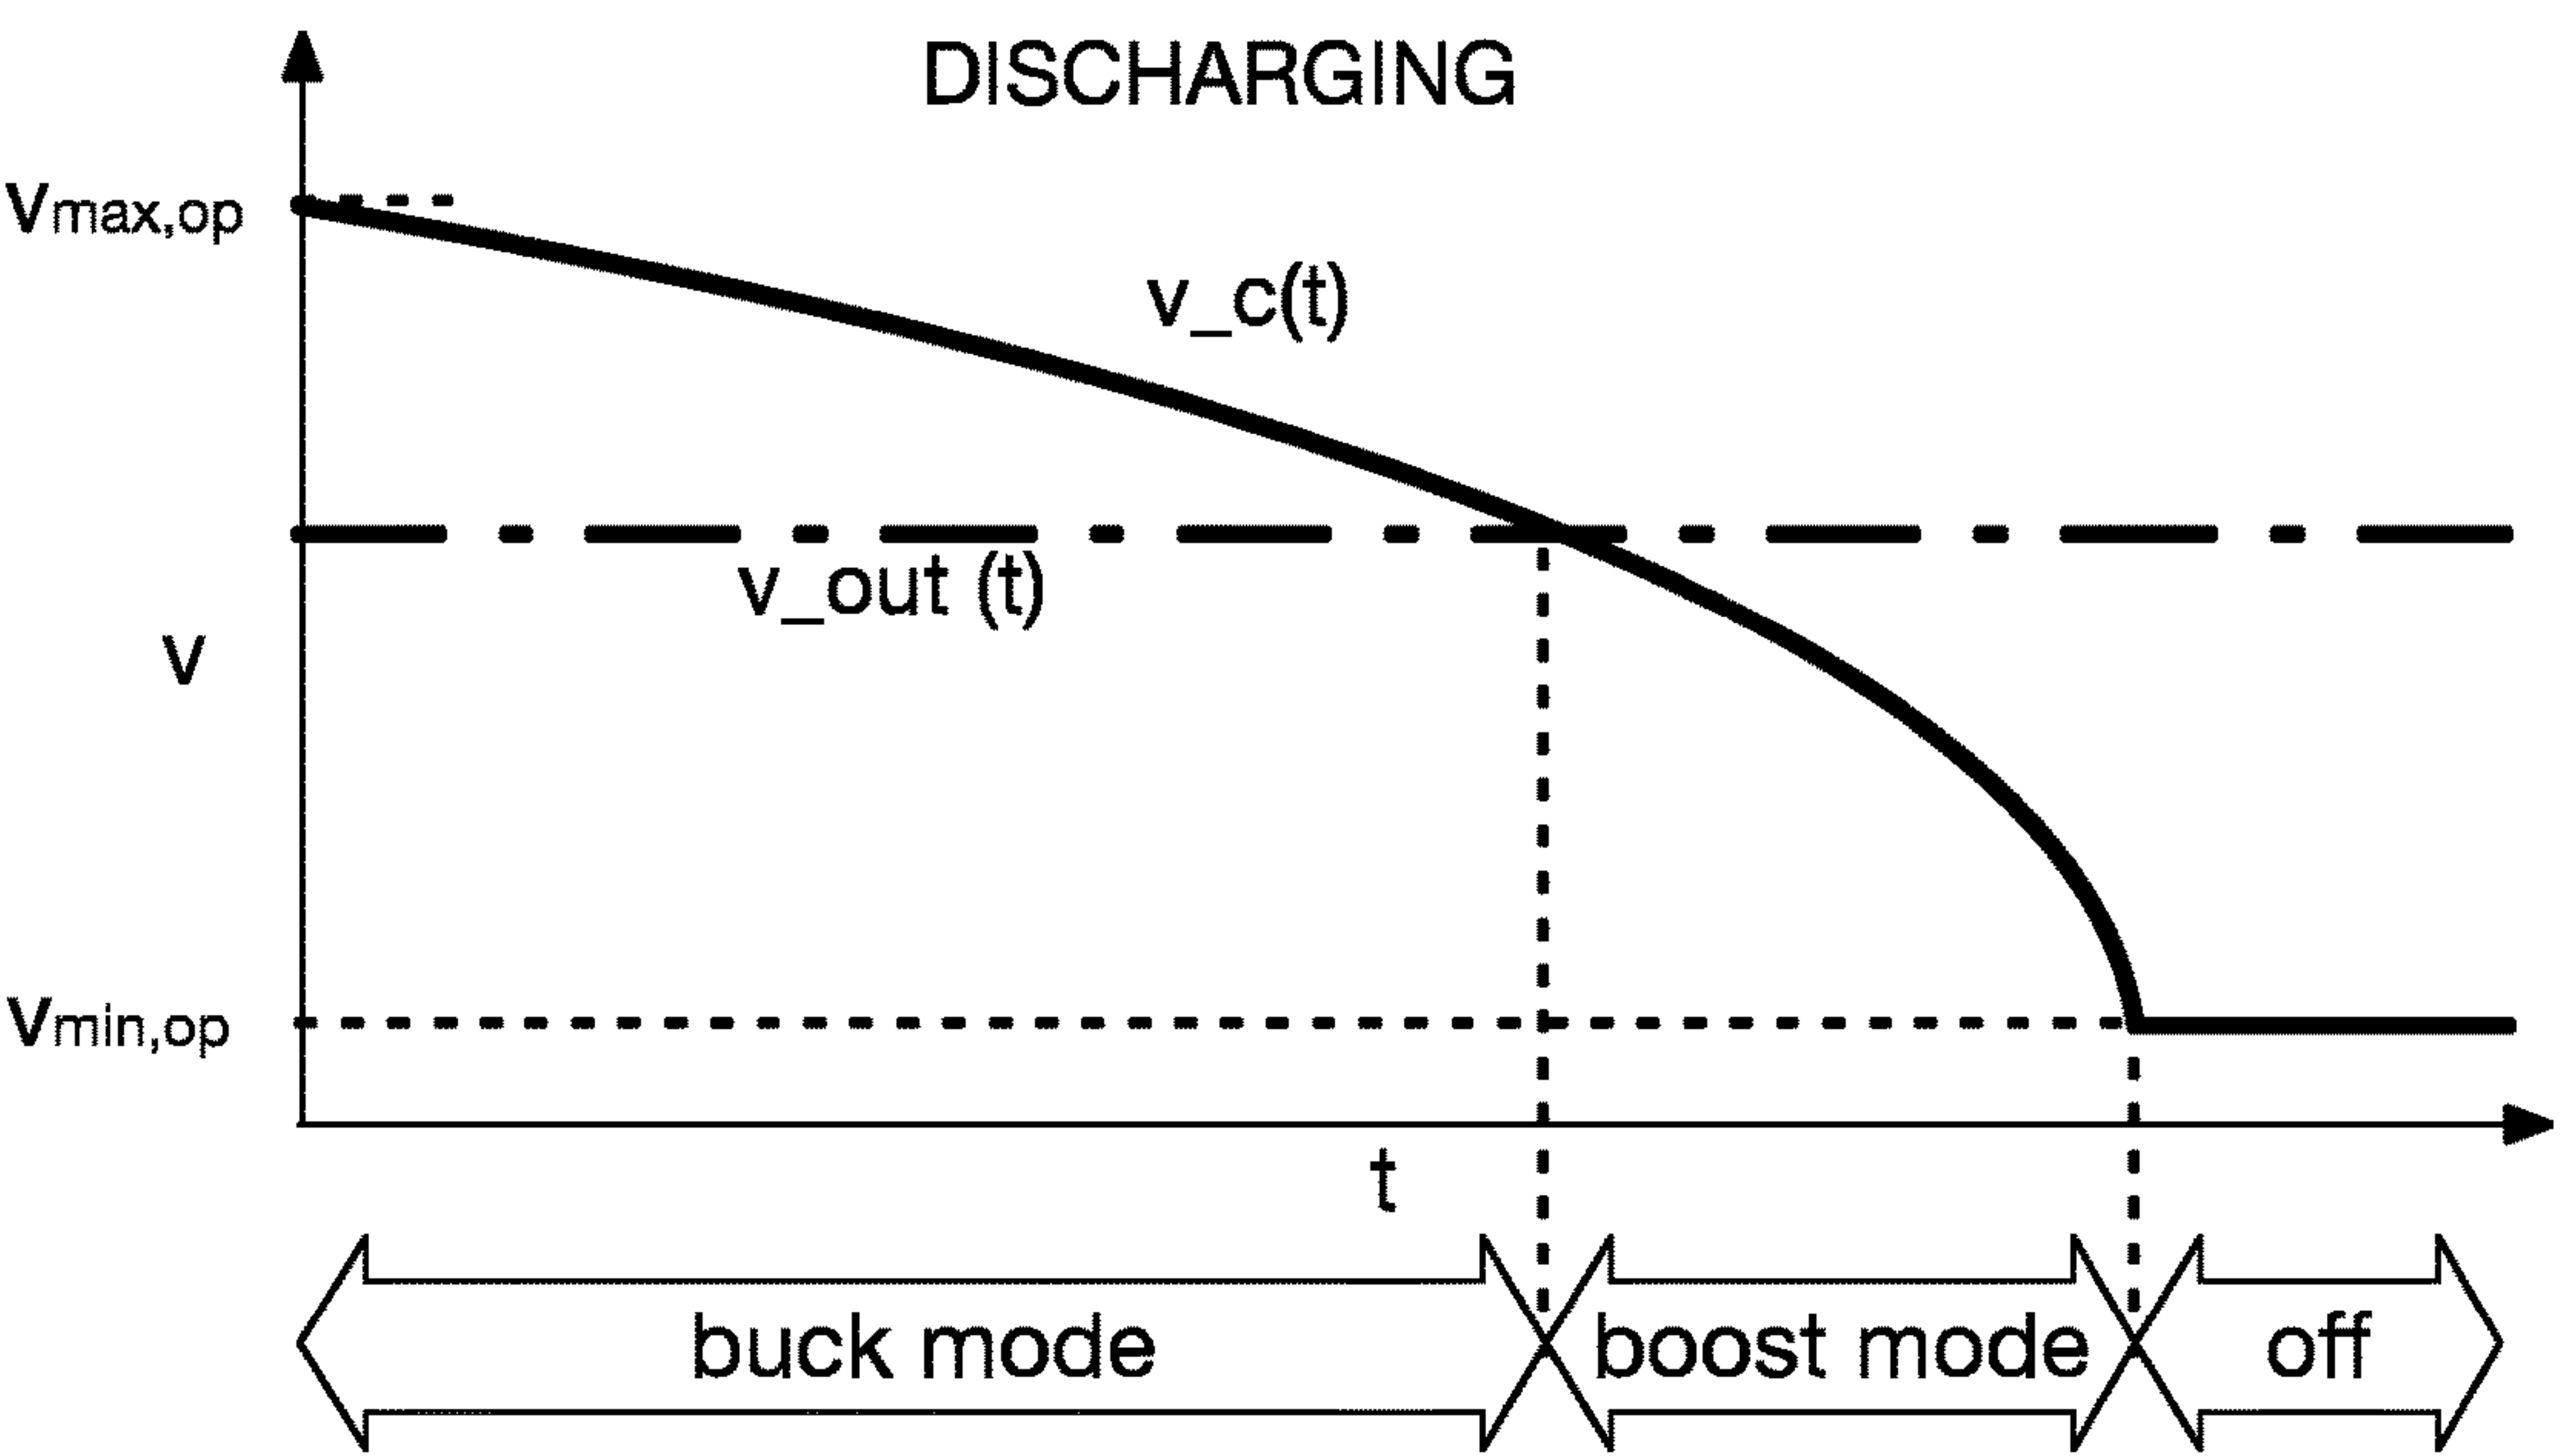 DISCHARGING
vmax,op
v_c(t)
v_out (t)
v
vmin,op
t
buck mode
boost mode
off